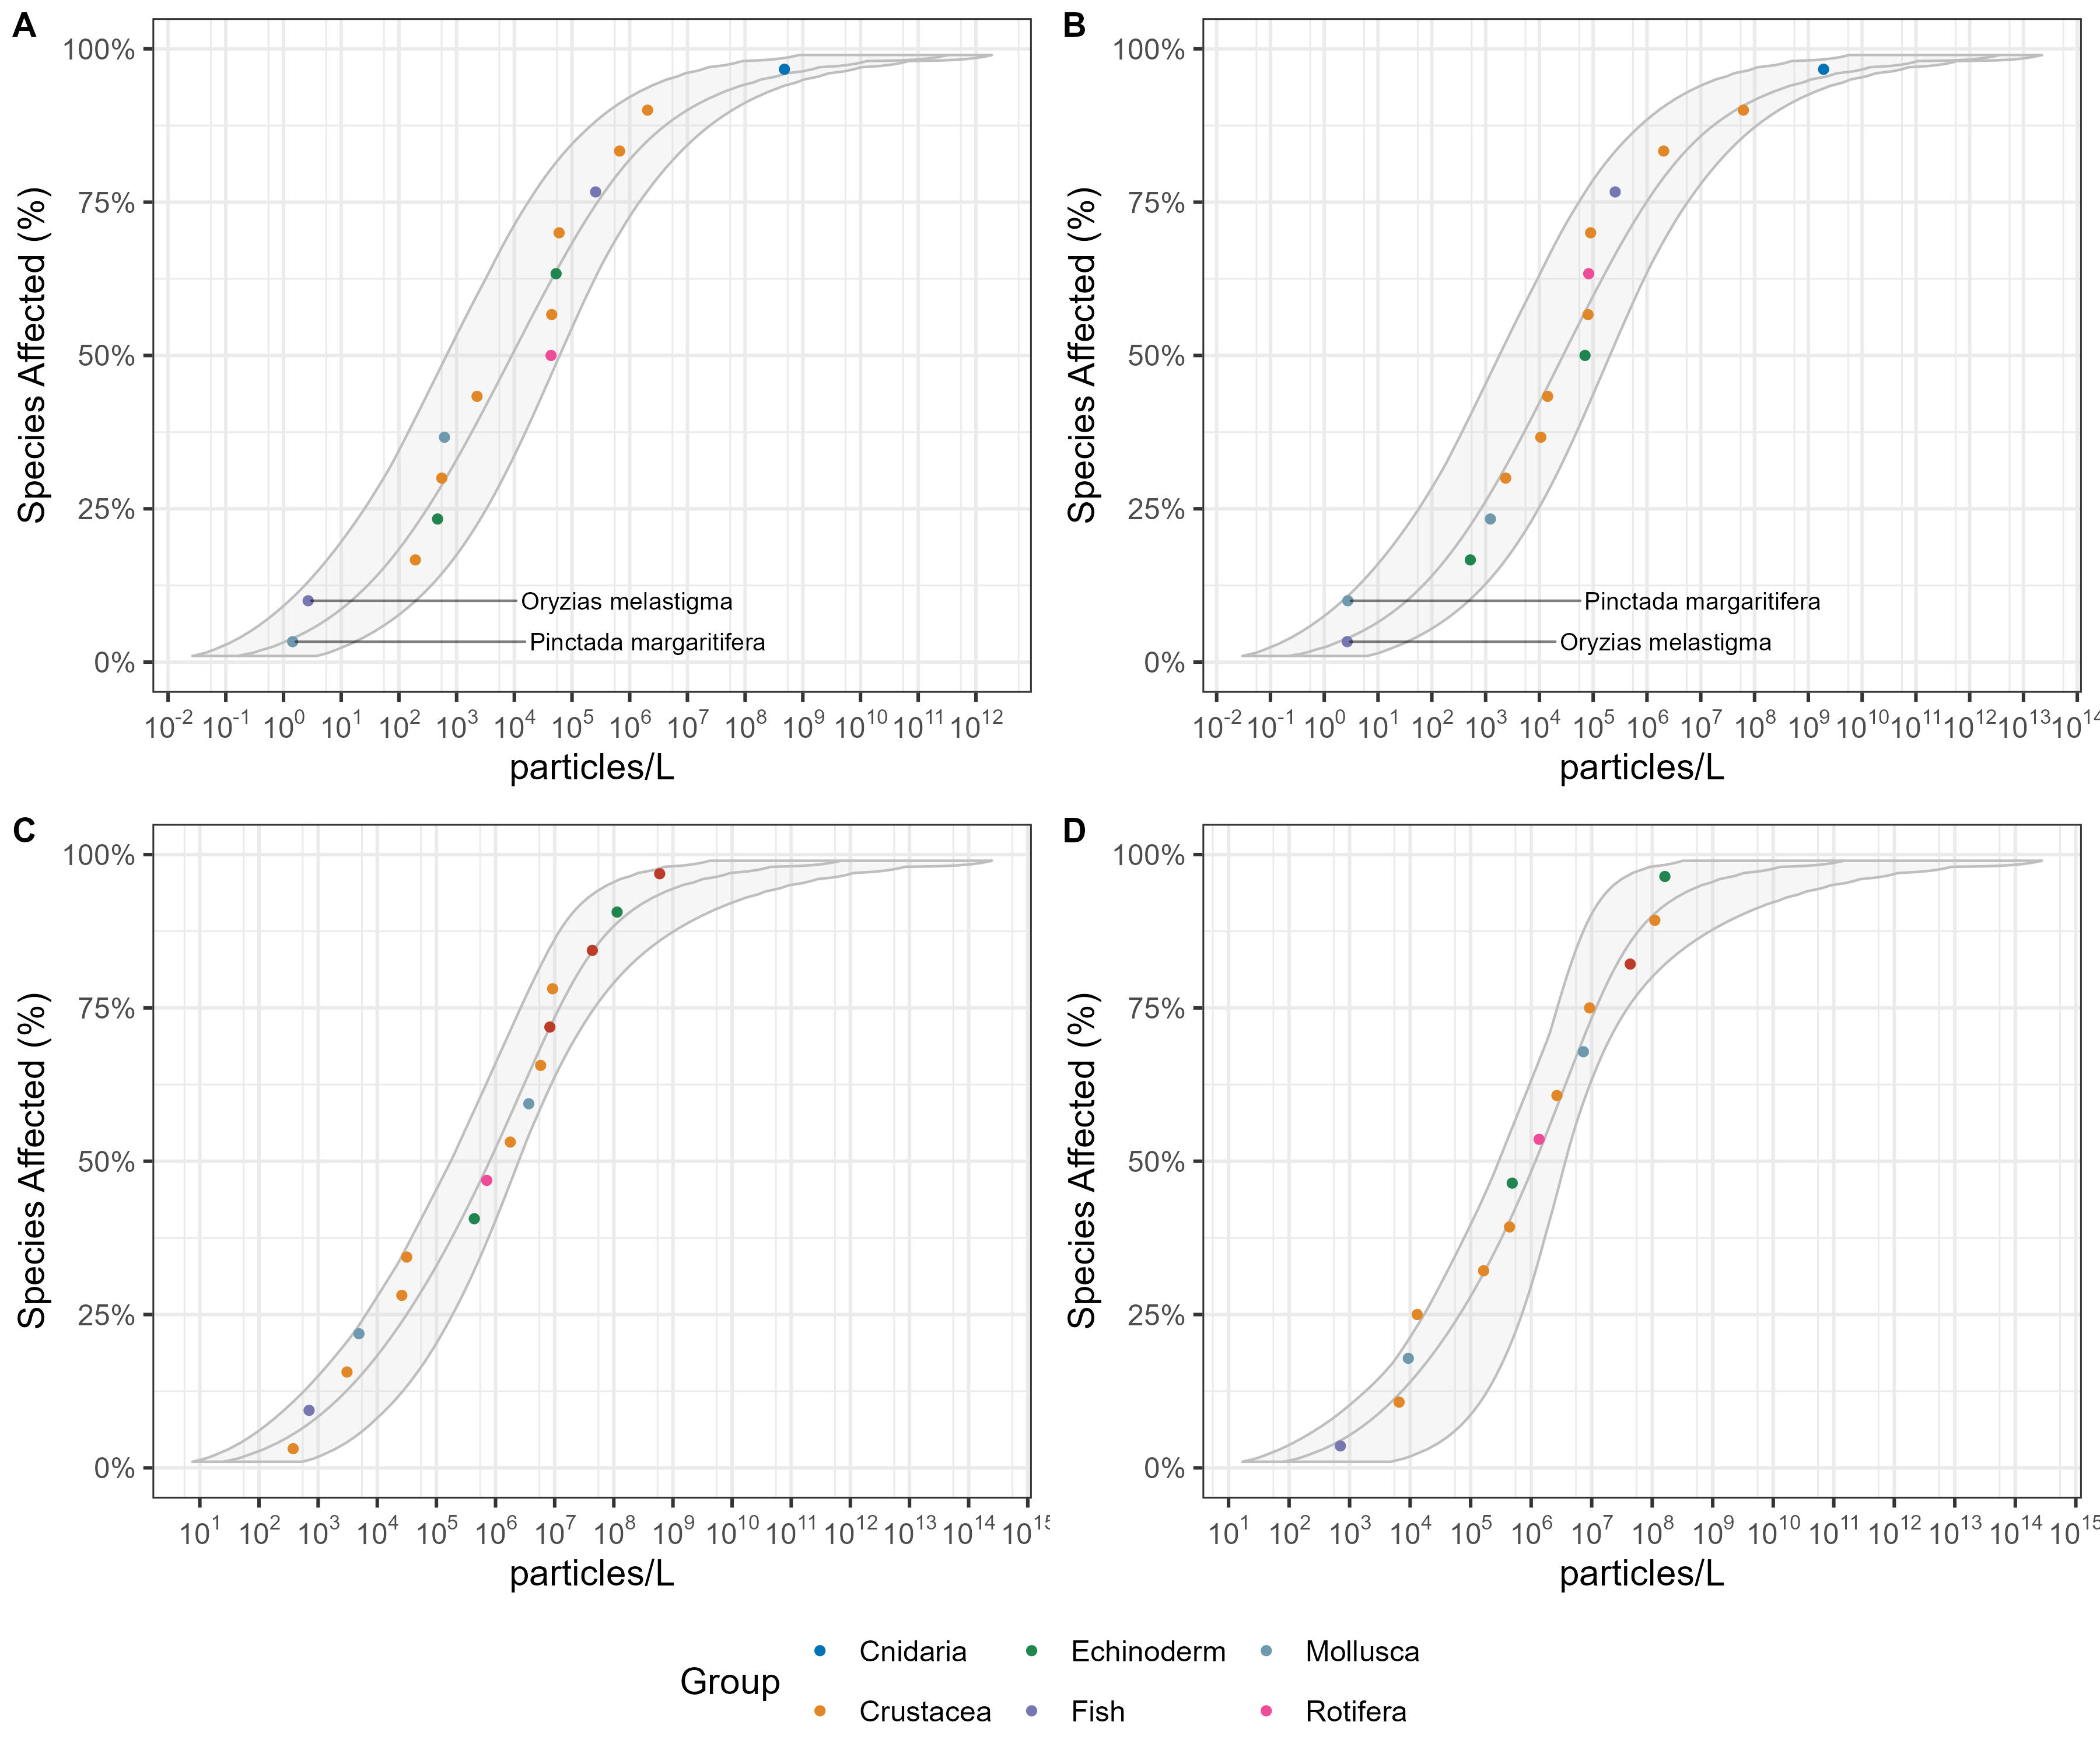 A
B
Species Affected (%)
100%
75%
50%
25%
0%
Oryzias melastigma
Pinctada margaritifera
10⁻² 10⁻¹ 10⁰ 10¹ 10² 10³ 10⁴ 10⁵ 10⁶ 10⁷ 10⁸ 10⁹ 10¹⁰ 10¹¹ 10¹²
particles/L
Species Affected (%)
100%
75%
50%
25%
0%
Pinctada margaritifera
Oryzias melastigma
10⁻² 10⁻¹ 10⁰ 10¹ 10² 10³ 10⁴ 10⁵ 10⁶ 10⁷ 10⁸ 10⁹ 10¹⁰ 10¹¹ 10¹² 10¹³ 10¹⁴
particles/L
C
D
Species Affected (%)
100%
75%
50%
25%
0%
10¹ 10² 10³ 10⁴ 10⁵ 10⁶ 10⁷ 10⁸ 10⁹ 10¹⁰ 10¹¹ 10¹² 10¹³ 10¹⁴ 10¹⁵
particles/L
Species Affected (%)
100%
75%
50%
25%
0%
10¹ 10² 10³ 10⁴ 10⁵ 10⁶ 10⁷ 10⁸ 10⁹ 10¹⁰ 10¹¹ 10¹² 10¹³ 10¹⁴ 10¹⁵
particles/L
Group
Cnidaria
Echinoderm
Mollusca
Crustacea
Fish
Rotifera